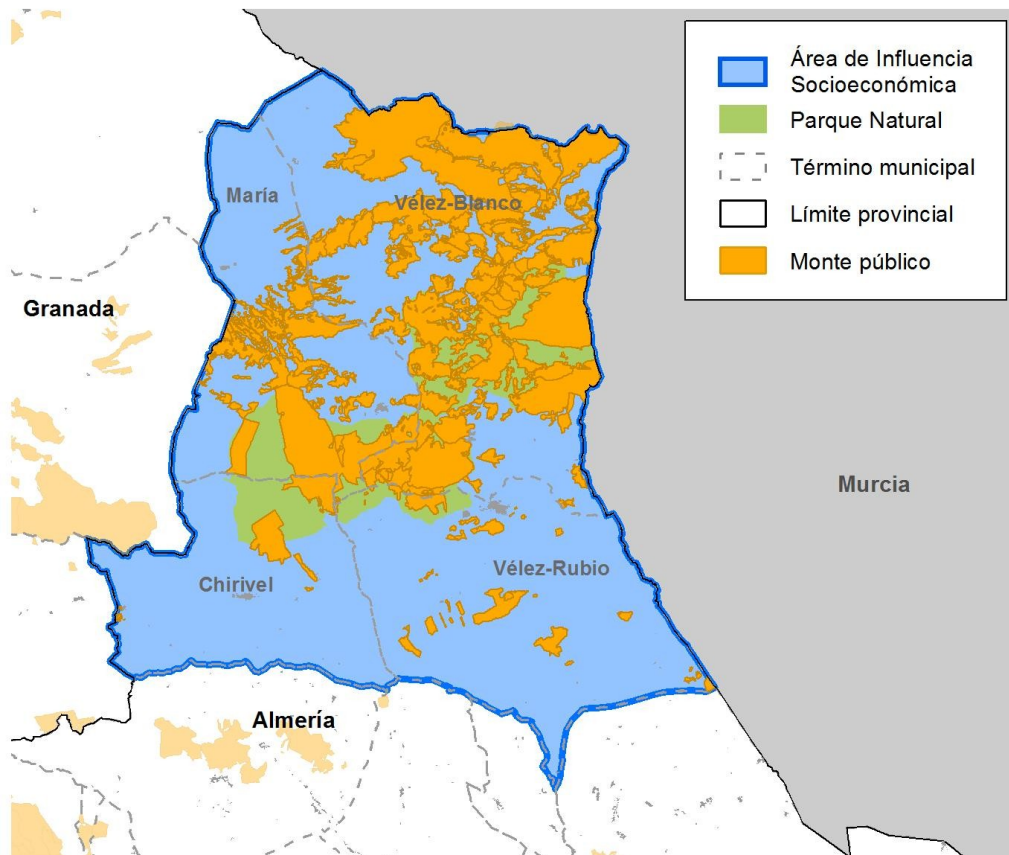 Área de Influencia
Socioeconómica
Parque Natural
Término municipal
Límite provincial
Monte público
María
Vélez-Blanco
Granada
Murcia
Vélez-Rubio
Chirivel
Almería